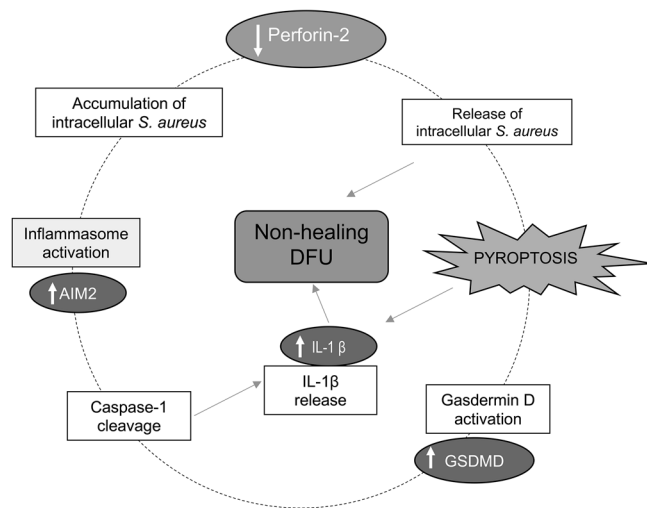 Perforin-2
Accumulation of
intracellular S. aureus
Release of
intracellular S. aureus
Inflammasome
activation
AIM2
Non-healing
DFU
PYROPTOSIS
IL-1 β
IL-1β
release
Caspase-1
cleavage
Gasdermin D
activation
GSDMD